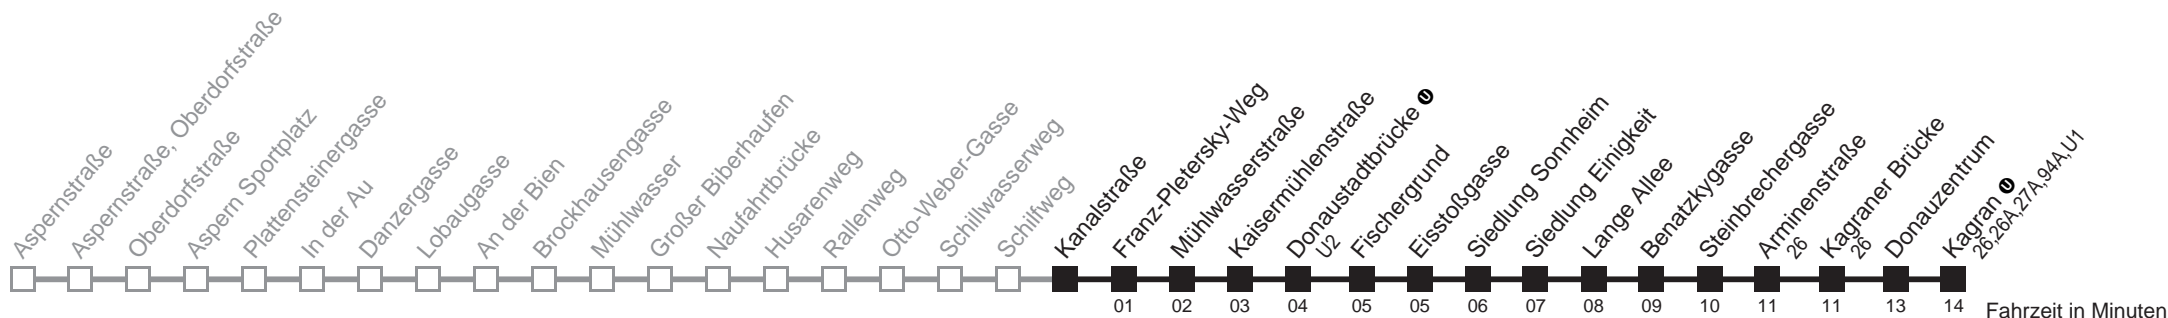 Aspernstraße
Aspernstraße, Oberdorfstraße
Oberdorfstraße
Aspern Sportplatz
Plattensteinergasse
In der Au
Danzergasse
Lobaugasse
An der Bien
Brockhausengasse
Mühlwasser
Großer Biberhaufen
Naufahrtbrücke
Husarenweg
Rallenweg
Otto-Weber-Gasse
Schillwasserweg
Schilfweg
Kanalstraße
Franz-Pletersky-Weg
Mühlwasserstraße
Kaisermühlenstraße
Donaustadtbrücke U
U2
Fischergrund
Eisstoßgasse
Siedlung Sonnheim
Siedlung Einigkeit
Lange Allee
Benatzkygasse
Steinbrechergasse
Arminenstraße
26
Kagraner Brücke
26
Donauzentrum
Kagran U
26,26A,27A,94A,U1
01 02 03 04 05 05 06 07 08 09 10 11 11 13 14 Fahrzeit in Minuten